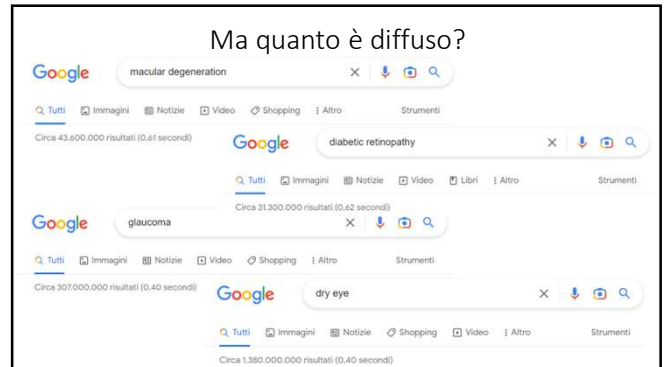 Ma quanto è diffuso?
Google macular degeneration
Tutti Immagini Notizie Video Shopping Altro Strumenti
Circa 43.600.000 risultati (0,61 secondi)
Google diabetic retinopathy
Tutti Immagini Notizie Video Libri Altro Strumenti
Circa 31.300.000 risultati (0,62 secondi)
Google glaucoma
Tutti Immagini Notizie Video Shopping Altro Strumenti
Circa 307.000.000 risultati (0,40 secondi)
Google dry eye
Tutti Immagini Notizie Shopping Video Altro Strumenti
Circa 1.380.000.000 risultati (0,40 secondi)